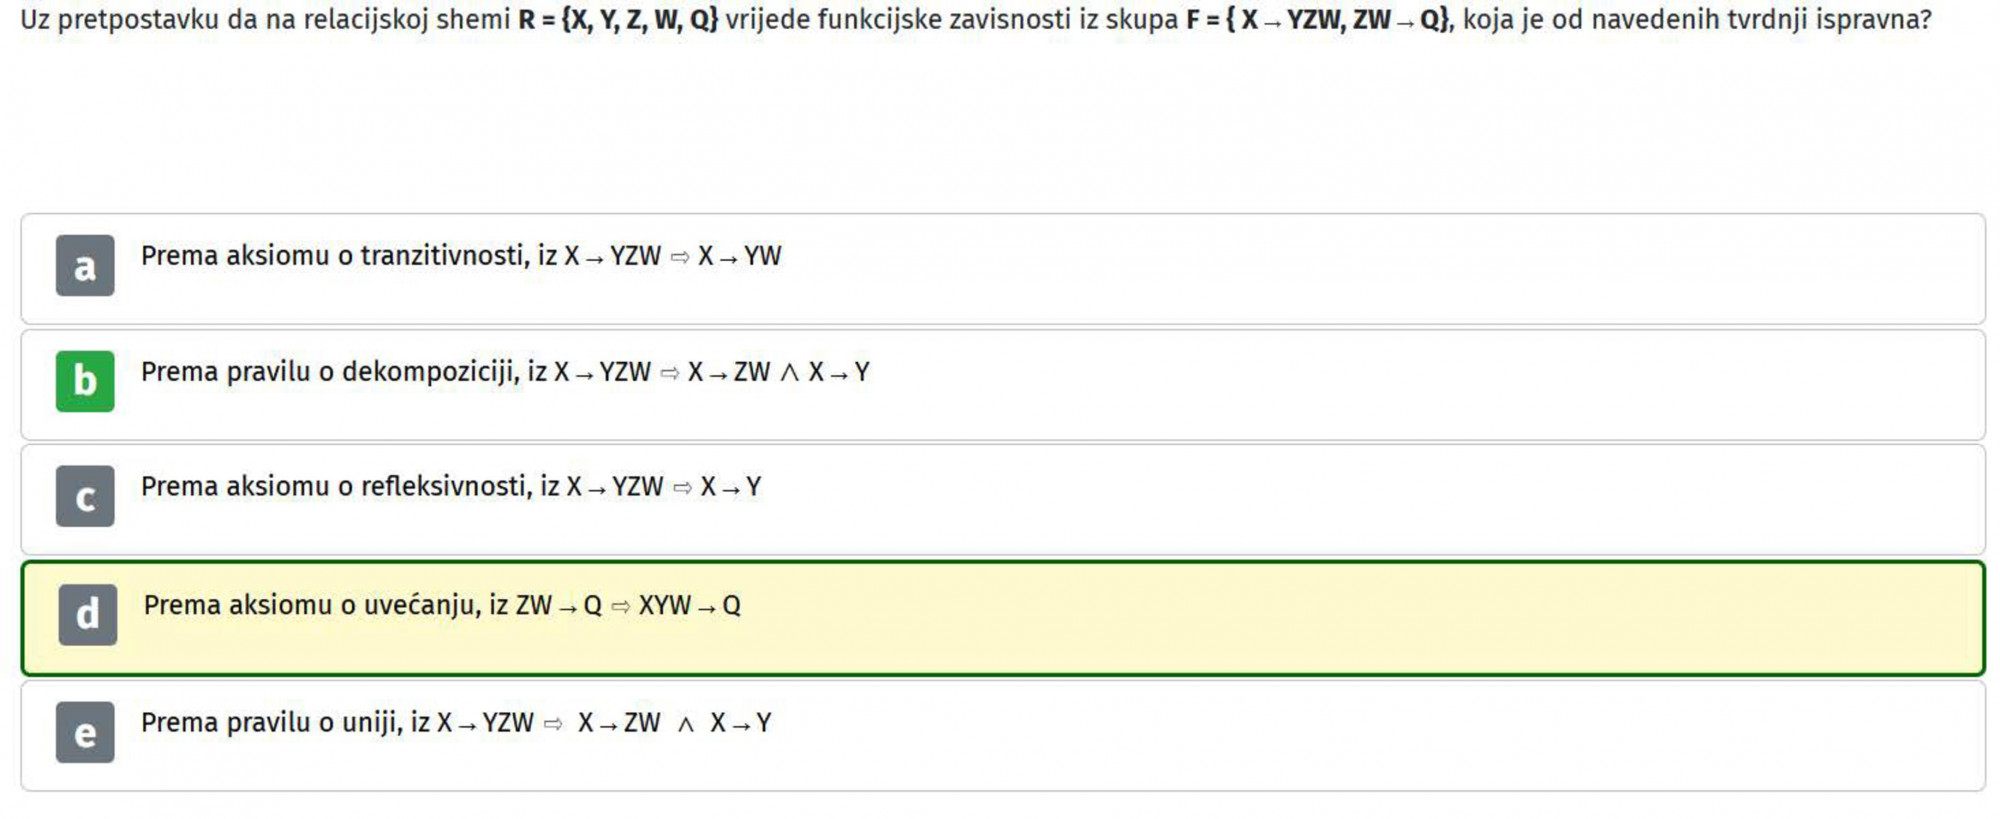 Uz pretpostavku da na relacijskoj shemi R = {X, Y, Z, W, Q} vrijede funkcijske zavisnosti iz skupa F = { X → YZW, ZW → Q}, koja je od navedenih tvrdnji ispravna?
a Prema aksiomu o tranzitivnosti, iz X → YZW ⇨ X → YW
b Prema pravilu o dekompoziciji, iz X → YZW ⇨ X → ZW ∧ X → Y
c Prema aksiomu o refleksivnosti, iz X → YZW ⇨ X → Y
d Prema aksiomu o uvećanju, iz ZW → Q ⇨ XYW → Q
e Prema pravilu o uniji, iz X → YZW ⇨ X → ZW ∧ X → Y